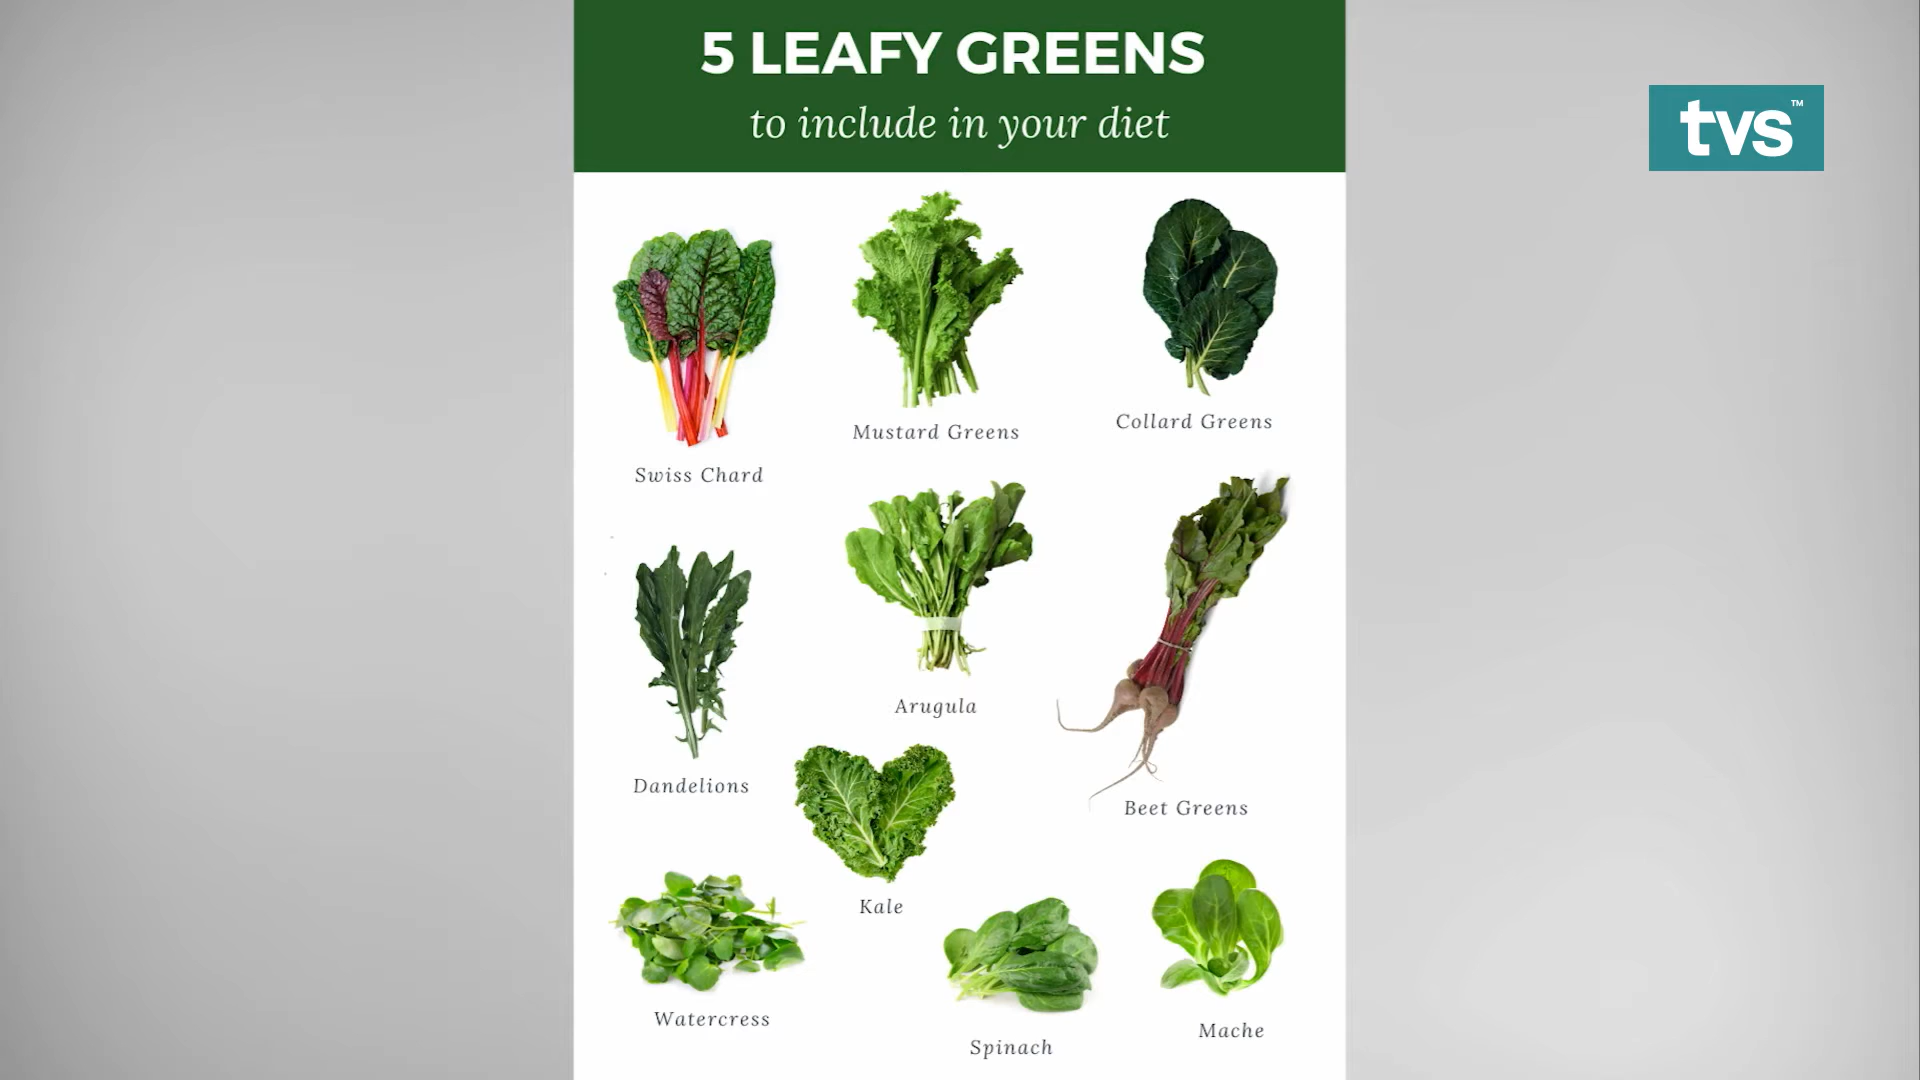 5 LEAFY GREENS
to include in your diet
tvs™
Swiss Chard
Mustard Greens
Collard Greens
Dandelions
Arugula
Beet Greens
Kale
Watercress
Spinach
Mache